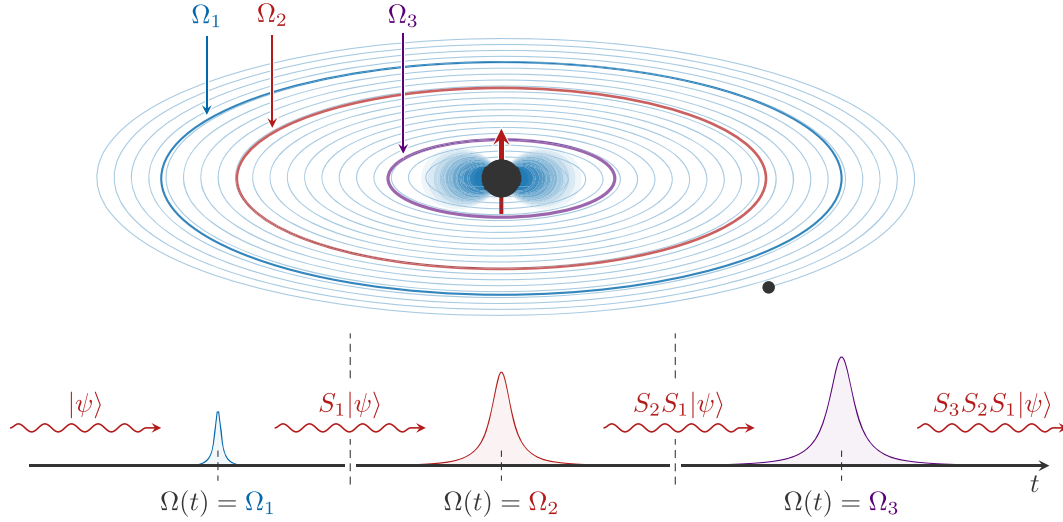 Ω₁ Ω₂ Ω₃
|ψ⟩ S₁|ψ⟩ S₂S₁|ψ⟩ S₃S₂S₁|ψ⟩
t
Ω(t) = Ω₁ Ω(t) = Ω₂ Ω(t) = Ω₃